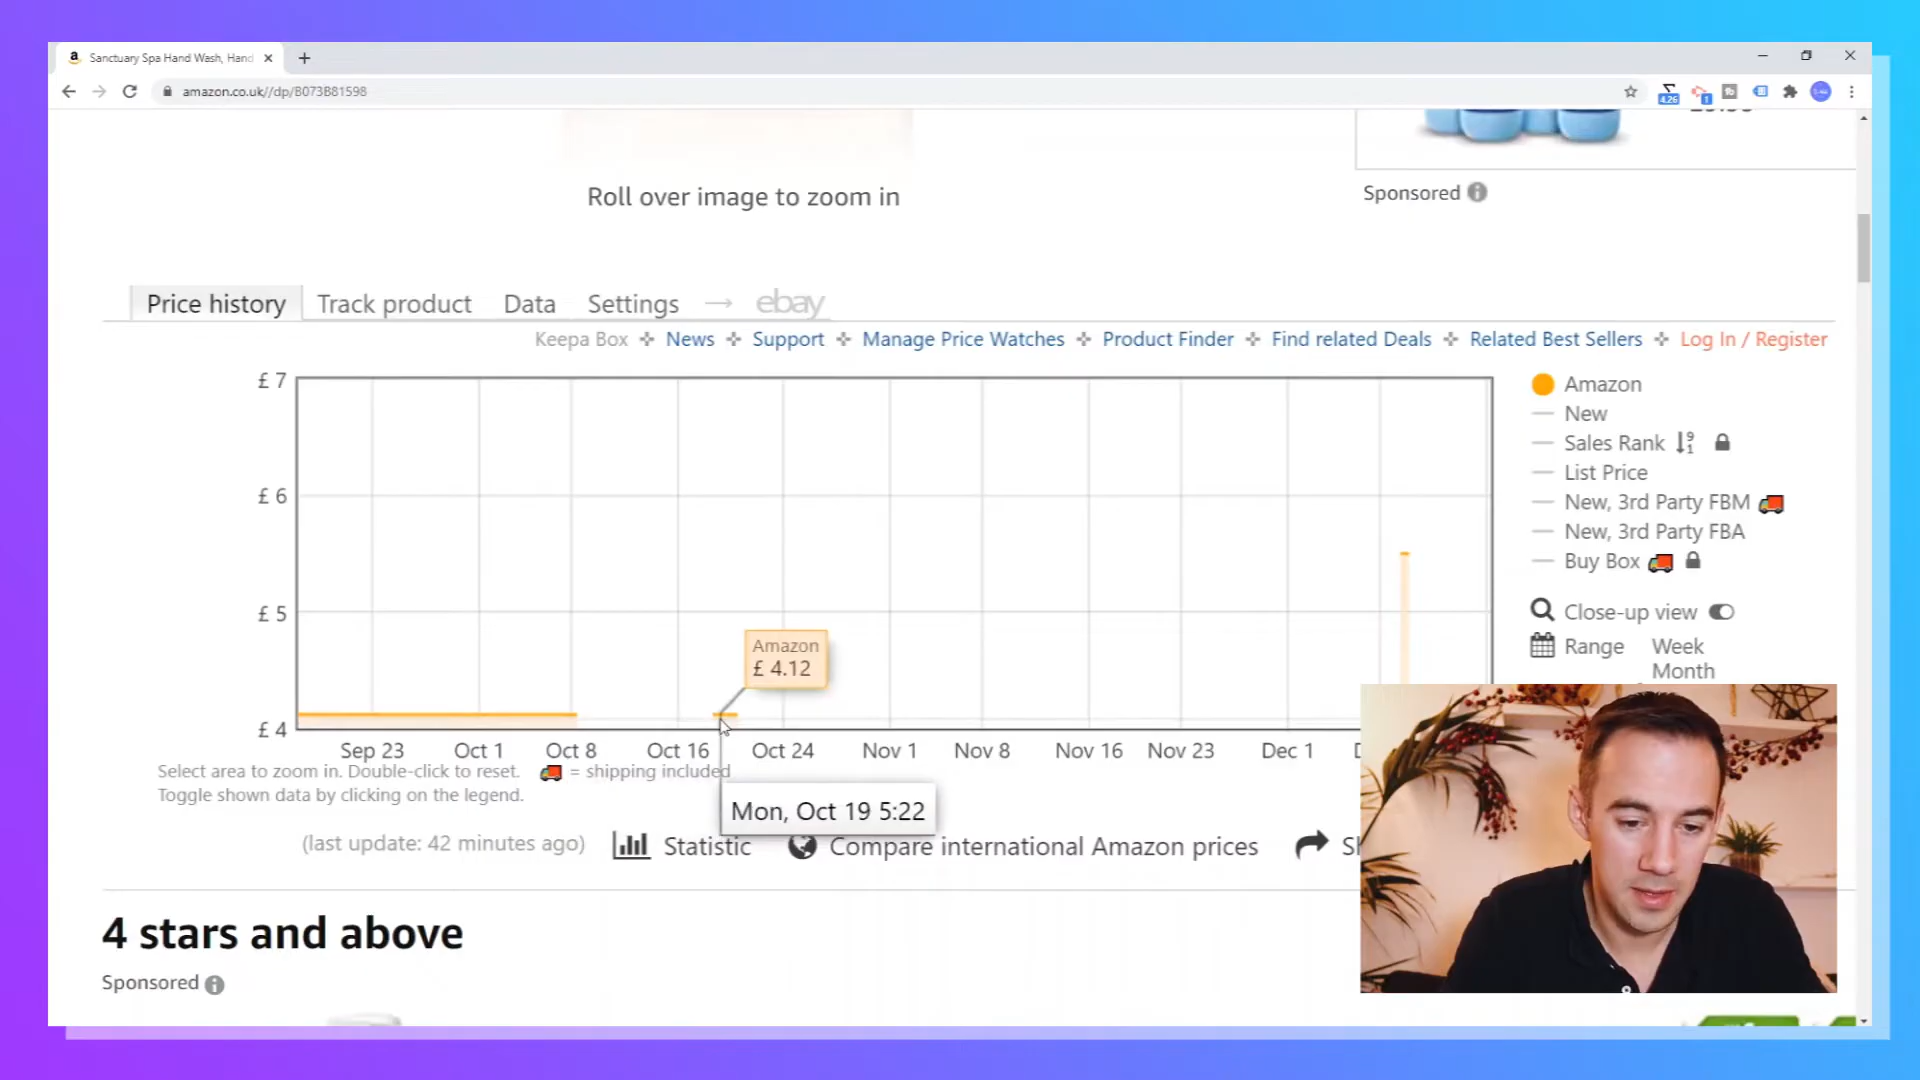 Sanctuary Spa Hand Wash, Hand
amazon.co.uk//dp/B073B81598
4.26
1
Roll over image to zoom in
Sponsored
Price history Track product Data Settings → ebay
Keepa Box News Support Manage Price Watches Product Finder Find related Deals Related Best Sellers Log In / Register
£ 7
£ 6
£ 5
£ 4
Amazon
New
Sales Rank
List Price
New, 3rd Party FBM
New, 3rd Party FBA
Buy Box
Close-up view
Range Week
Month
Amazon
£ 4.12
Sep 23 Oct 1 Oct 8 Oct 16 Oct 24 Nov 1 Nov 8 Nov 16 Nov 23 Dec 1 D
Select area to zoom in. Double-click to reset. = shipping included
Toggle shown data by clicking on the legend.
Mon, Oct 19 5:22
(last update: 42 minutes ago) Statistic Compare international Amazon prices
4 stars and above
Sponsored